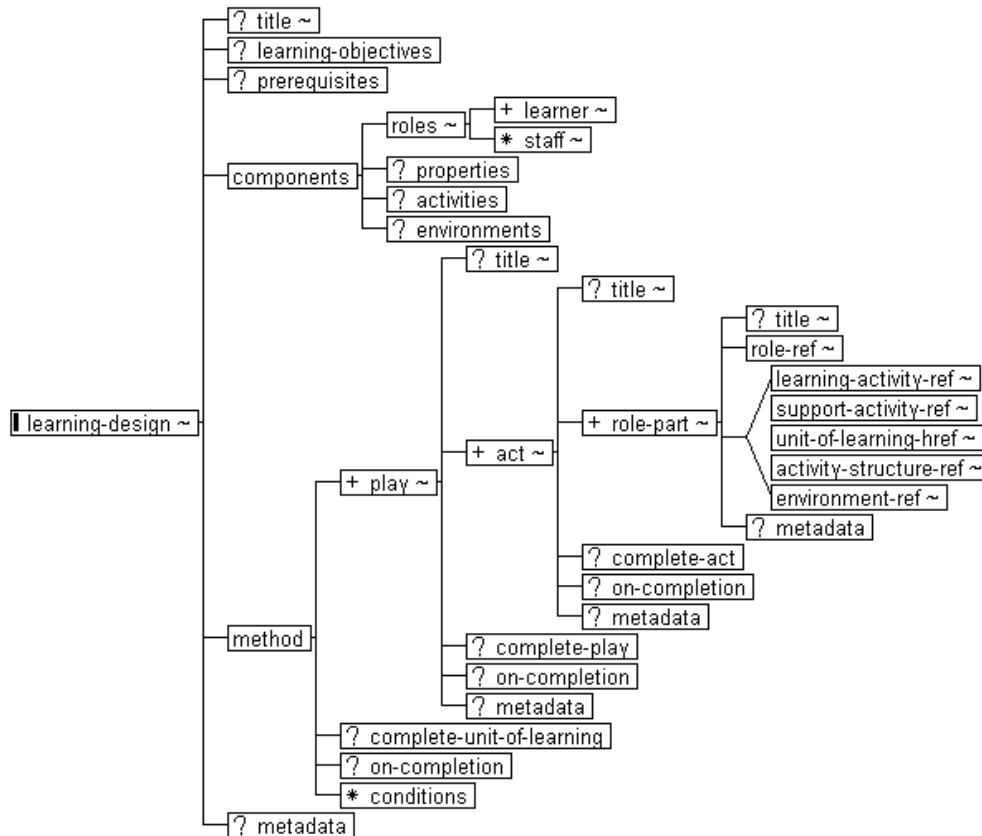 ? title ~
? learning-objectives
? prerequisites
+ learner ~
roles ~
* staff ~
? properties
components
? activities
? environments
? title ~
? title ~
? title ~
role-ref ~
learning-activity-ref ~
support-activity-ref ~
learning-design ~
+ role-part ~
unit-of-learning-href ~
+ act ~
activity-structure-ref ~
+ play ~
environment-ref ~
? metadata
? complete-act
? on-completion
? metadata
method
? complete-play
? on-completion
? metadata
? complete-unit-of-learning
? on-completion
* conditions
? metadata